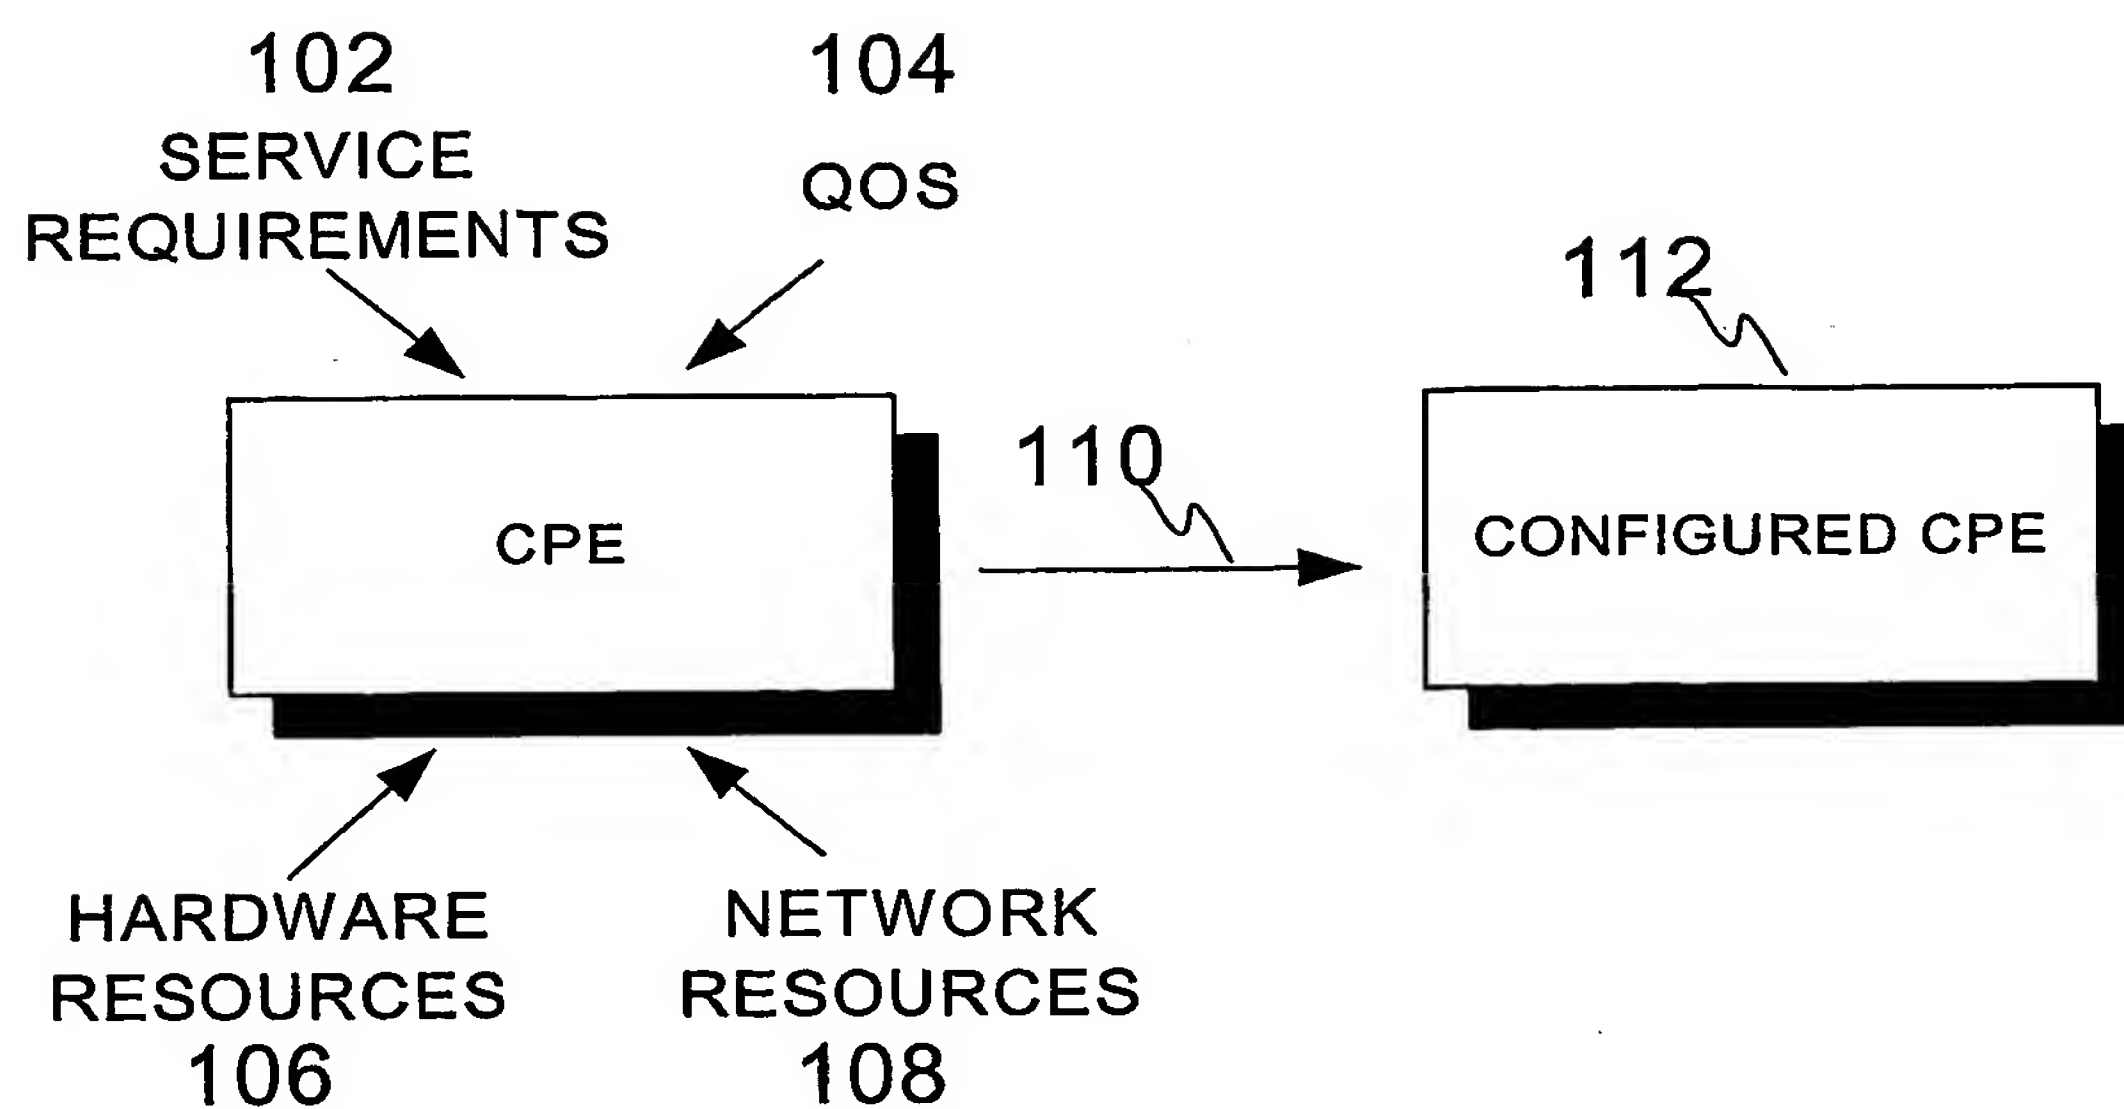 102
SERVICE
REQUIREMENTS
104
QOS
112
110
CPE
CONFIGURED CPE
HARDWARE
RESOURCES
106
NETWORK
RESOURCES
108